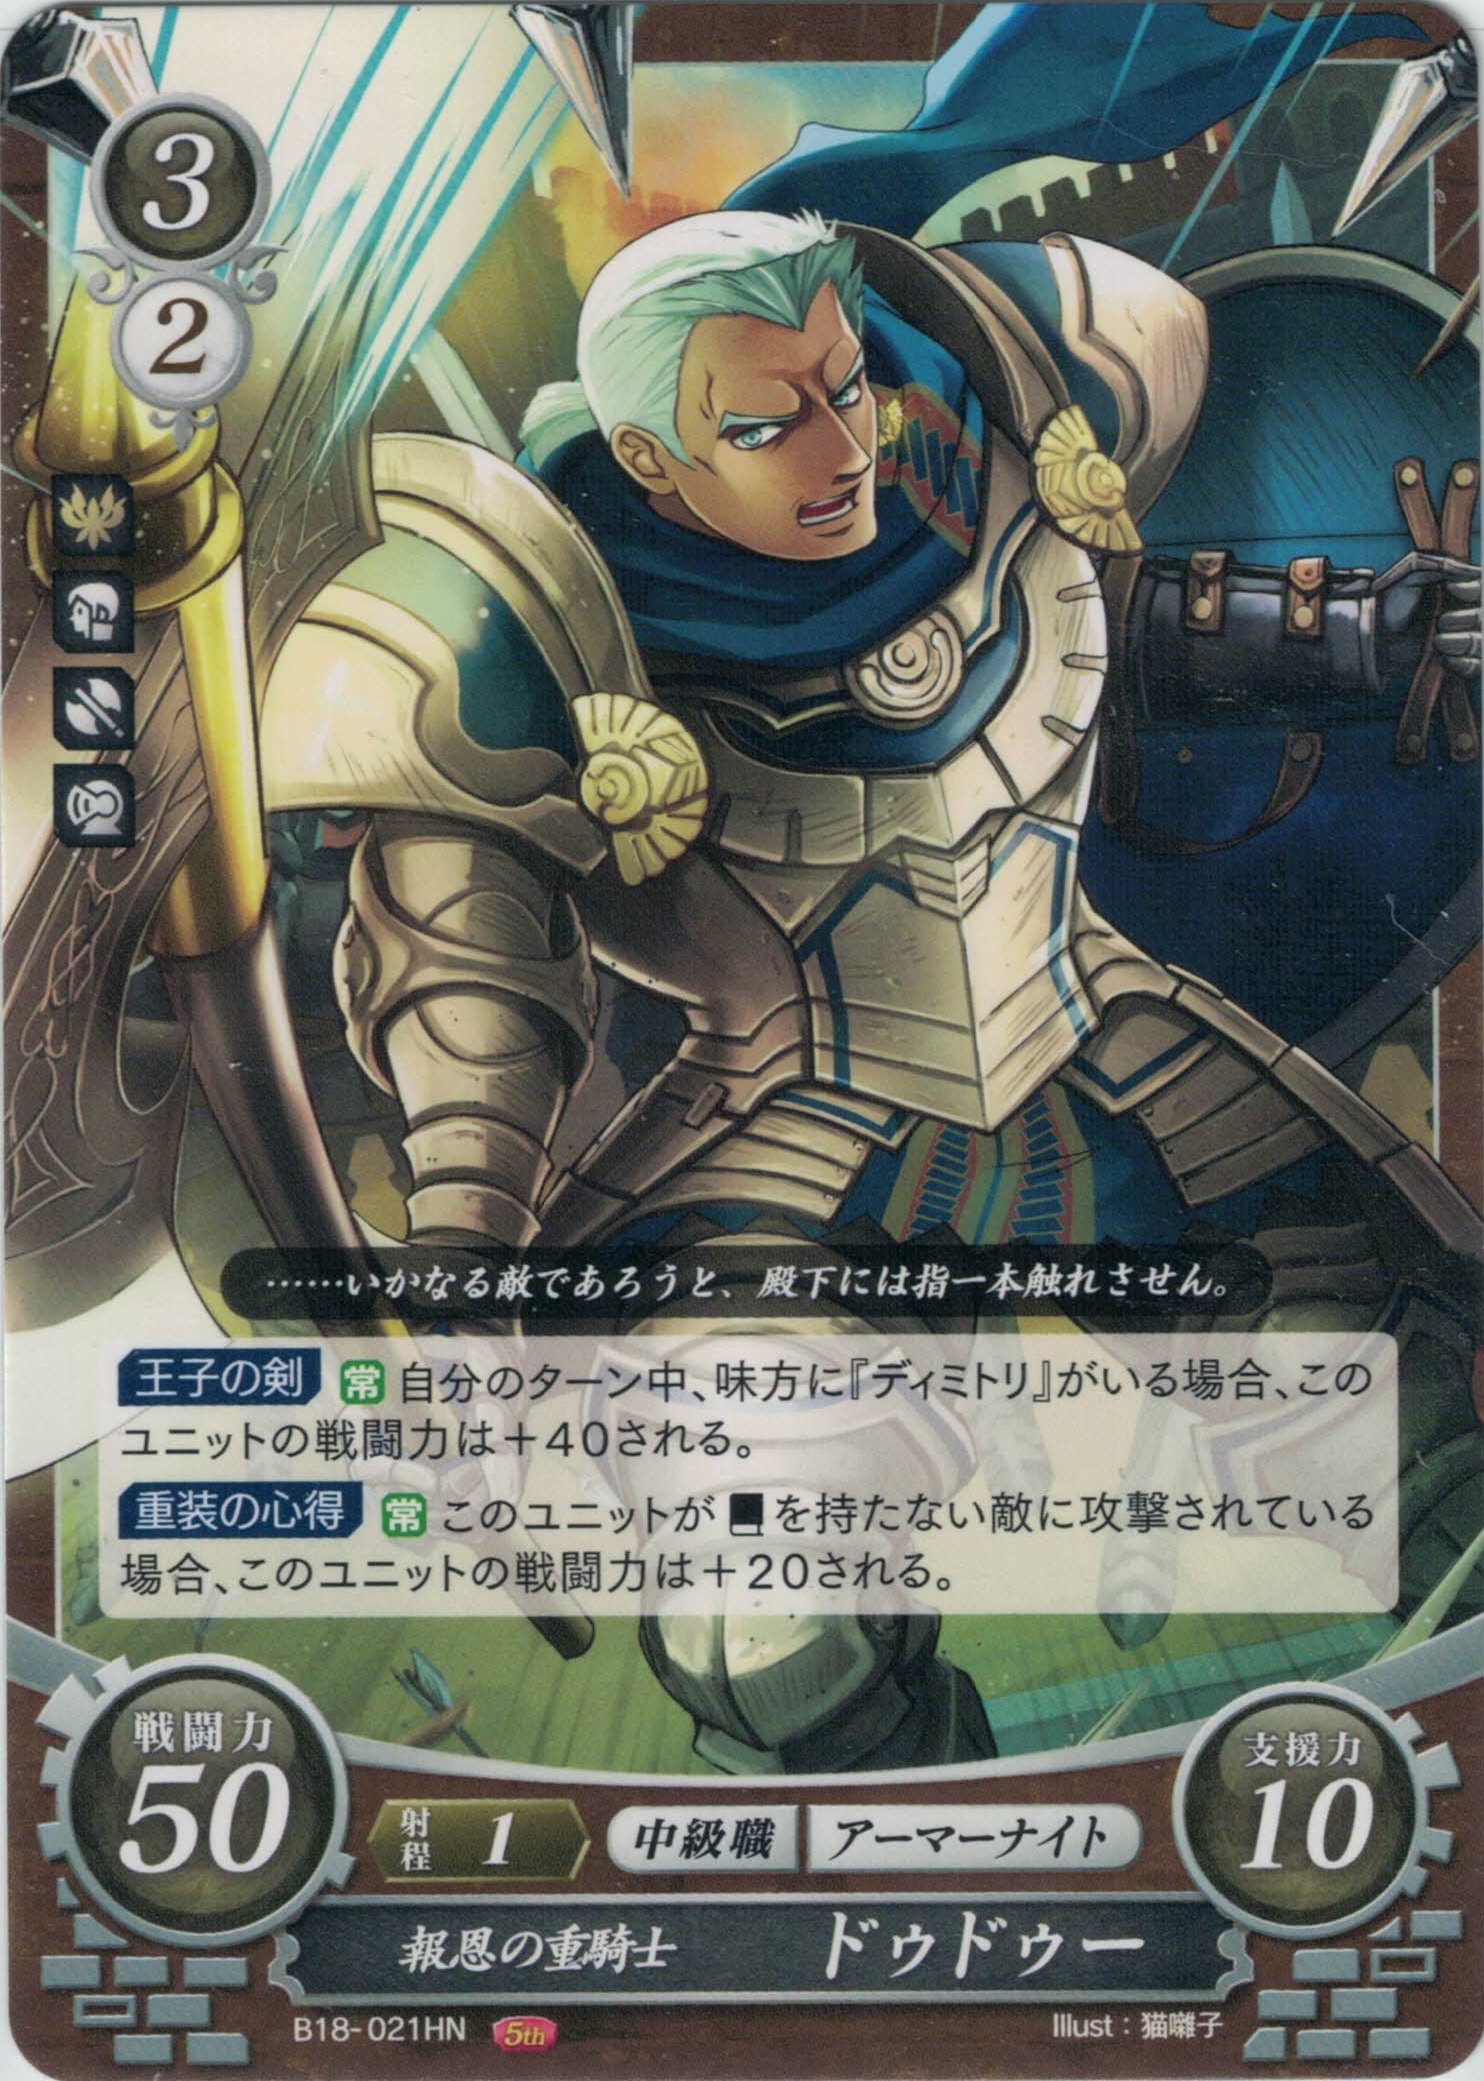 3
2
……いかなる敵であろうと、殿下には指一本触れさせん。
王子の剣 常 自分のターン中、味方に『ディミトリ』がいる場合、この
ユニットの戦闘力は＋40される。
重装の心得 常 このユニットが を持たない敵に攻撃されている
場合、このユニットの戦闘力は＋20される。
戦闘力
50
射程 1
中級職 アーマーナイト
支援力
10
報恩の重騎士 ドゥドゥー
B18-021HN 5th
Illust：猫囃子